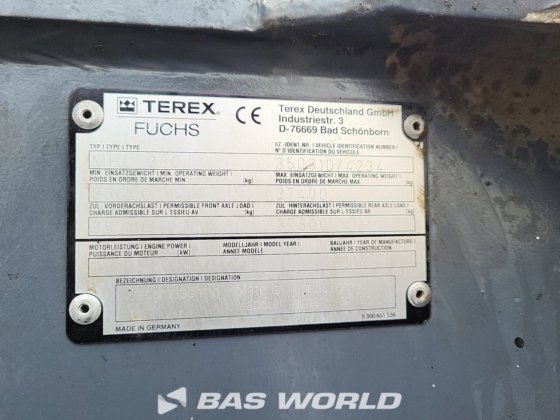 TEREX
FUCHS
CE
Terex Deutschland GmbH
Industriestr. 3
D-76669 Bad Schönborn
TYP I TYPE I TYPE
FZ.-IDENT.NR. I VEHICLE IDENTIFICATION NUMBER I
N° D'IDENTIFICATION DU VEHICULE
350310/4234
MIN. EINSATZGEWICHT I MIN. OPERATING WEIGHT I
POIDS EN ORDRE DE MARCHE MIN [kg]
MAX. EINSATZGEWICHT I MAX. OPERATING WEIGHT I
POIDS EN ORDRE DE MARCHE MAX. [kg]
ZUL. VORDERACHSLAST I PERMISSIBLE FRONT AXLE LOAD I
CHARGE ADMISSIBLE SUR L'ESSIEU AV [kg]
ZUL. HINTERACHSLAST I PERMISSIBLE REAR AXLE LOAD I
CHARGE ADMISSIBLE SUR L'ESSIEU AR [kg]
MOTORLEISTUNG I ENGINE POWER I
PUISSANCE DU MOTEUR [kW]
MODELLJAHR I MODEL YEAR I
ANNEE MODELE
BAUJAHR I YEAR OF MANUFACTURE I
ANNEE DE CONSTRUCTION
BEZEICHNUNG I DESIGNATION I DESIGNATION
MADE IN GERMANY
BAS WORLD